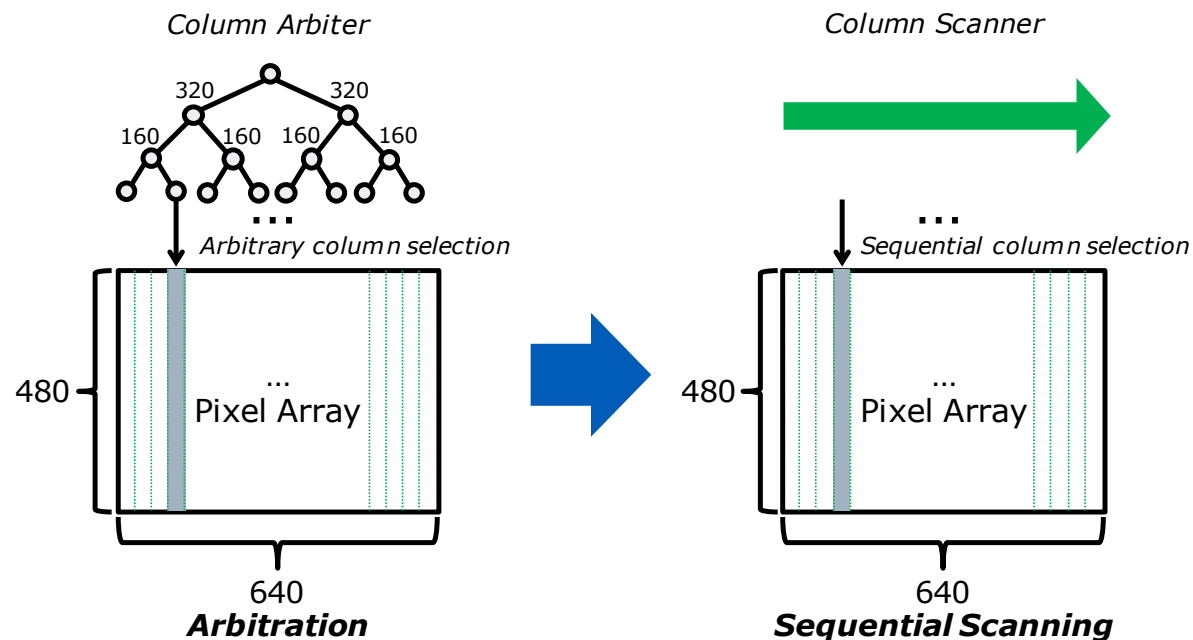 Column Arbiter
Column Scanner
320
320
160
160
160
160
...
...
Arbitrary column selection
Sequential column selection
480
...
Pixel Array
480
...
Pixel Array
640
640
Arbitration
Sequential Scanning